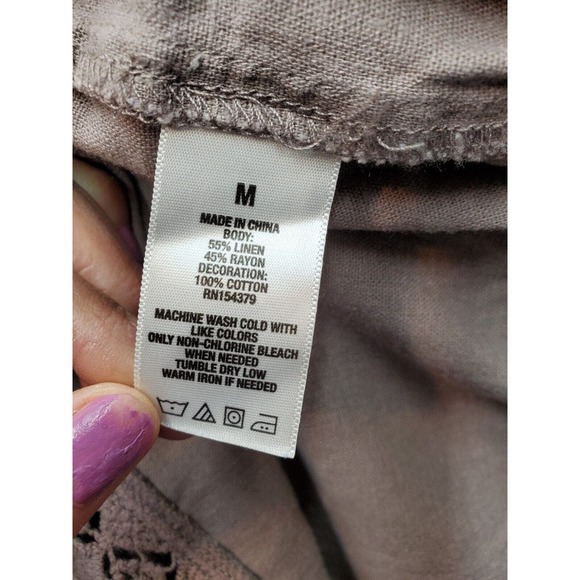 M
MADE IN CHINA
BODY:
55% LINEN
45% RAYON
DECORATION:
100% COTTON
RN154379
MACHINE WASH COLD WITH
LIKE COLORS
ONLY NON-CHLORINE BLEACH
WHEN NEEDED
TUMBLE DRY LOW
WARM IRON IF NEEDED